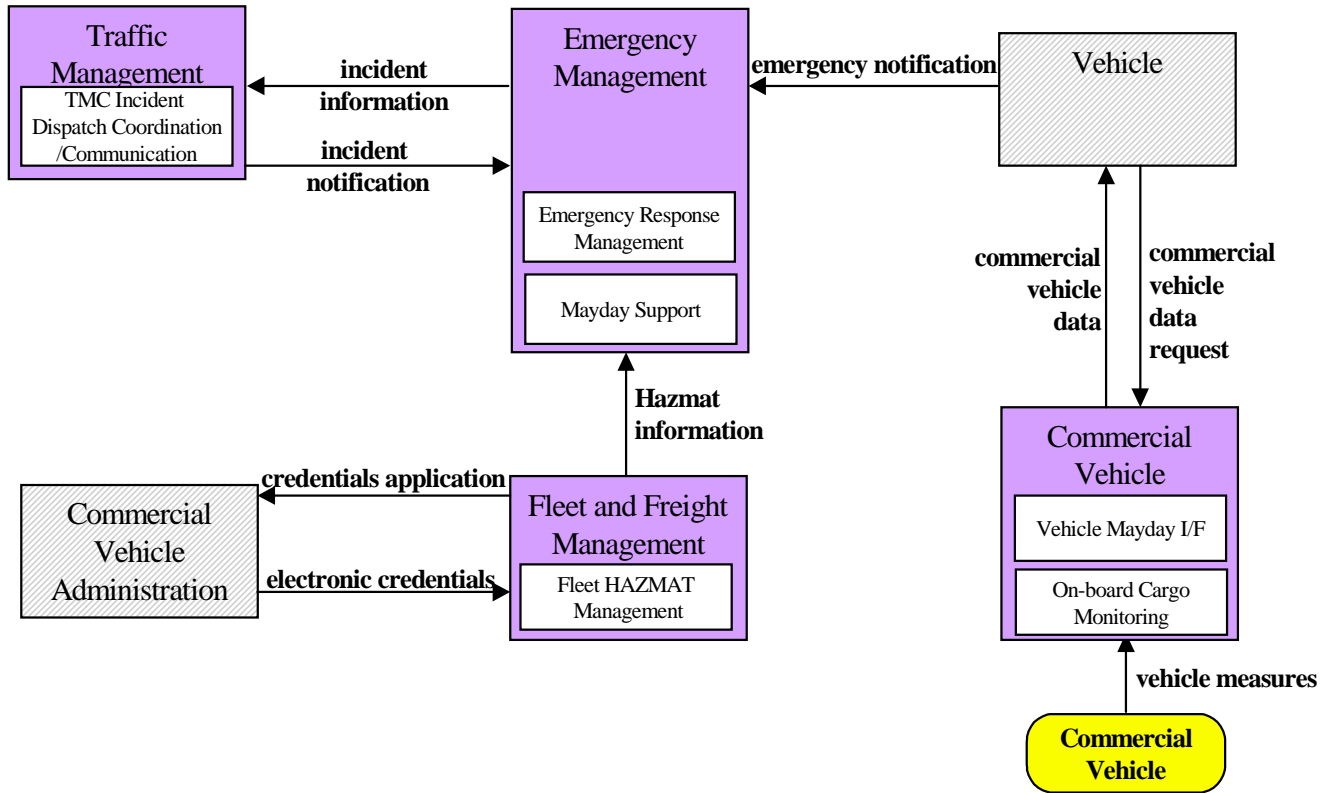 Traffic
Management
TMC Incident
Dispatch Coordination
/Communication
incident
information
incident
notification
Emergency
Management
Emergency Response
Management
Mayday Support
emergency notification
Vehicle
commercial
vehicle
data
commercial
vehicle
data
request
Hazmat
information
Commercial
Vehicle
Vehicle Mayday I/F
On-board Cargo
Monitoring
credentials application
Commercial
Vehicle
Administration
electronic credentials
Fleet and Freight
Management
Fleet HAZMAT
Management
vehicle measures
Commercial
Vehicle